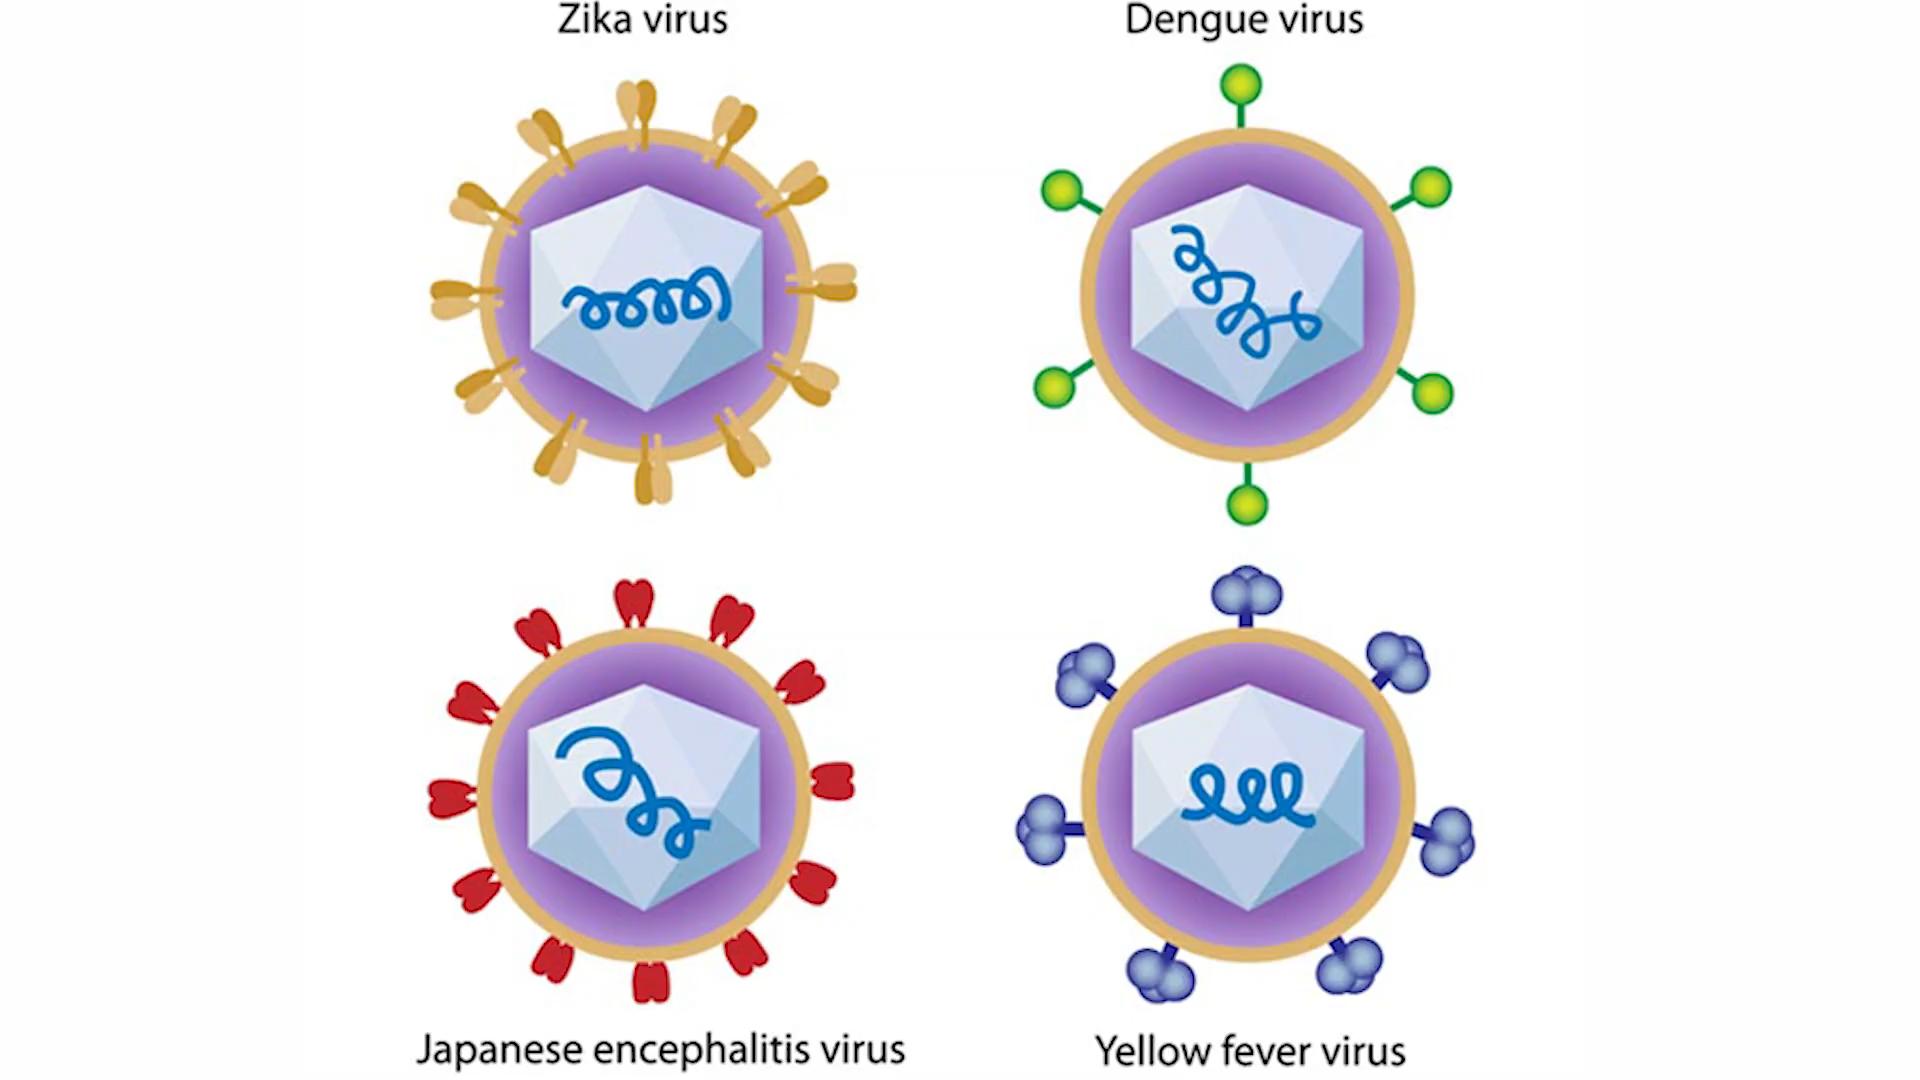 Zika virus
Dengue virus
Japanese encephalitis virus
Yellow fever virus